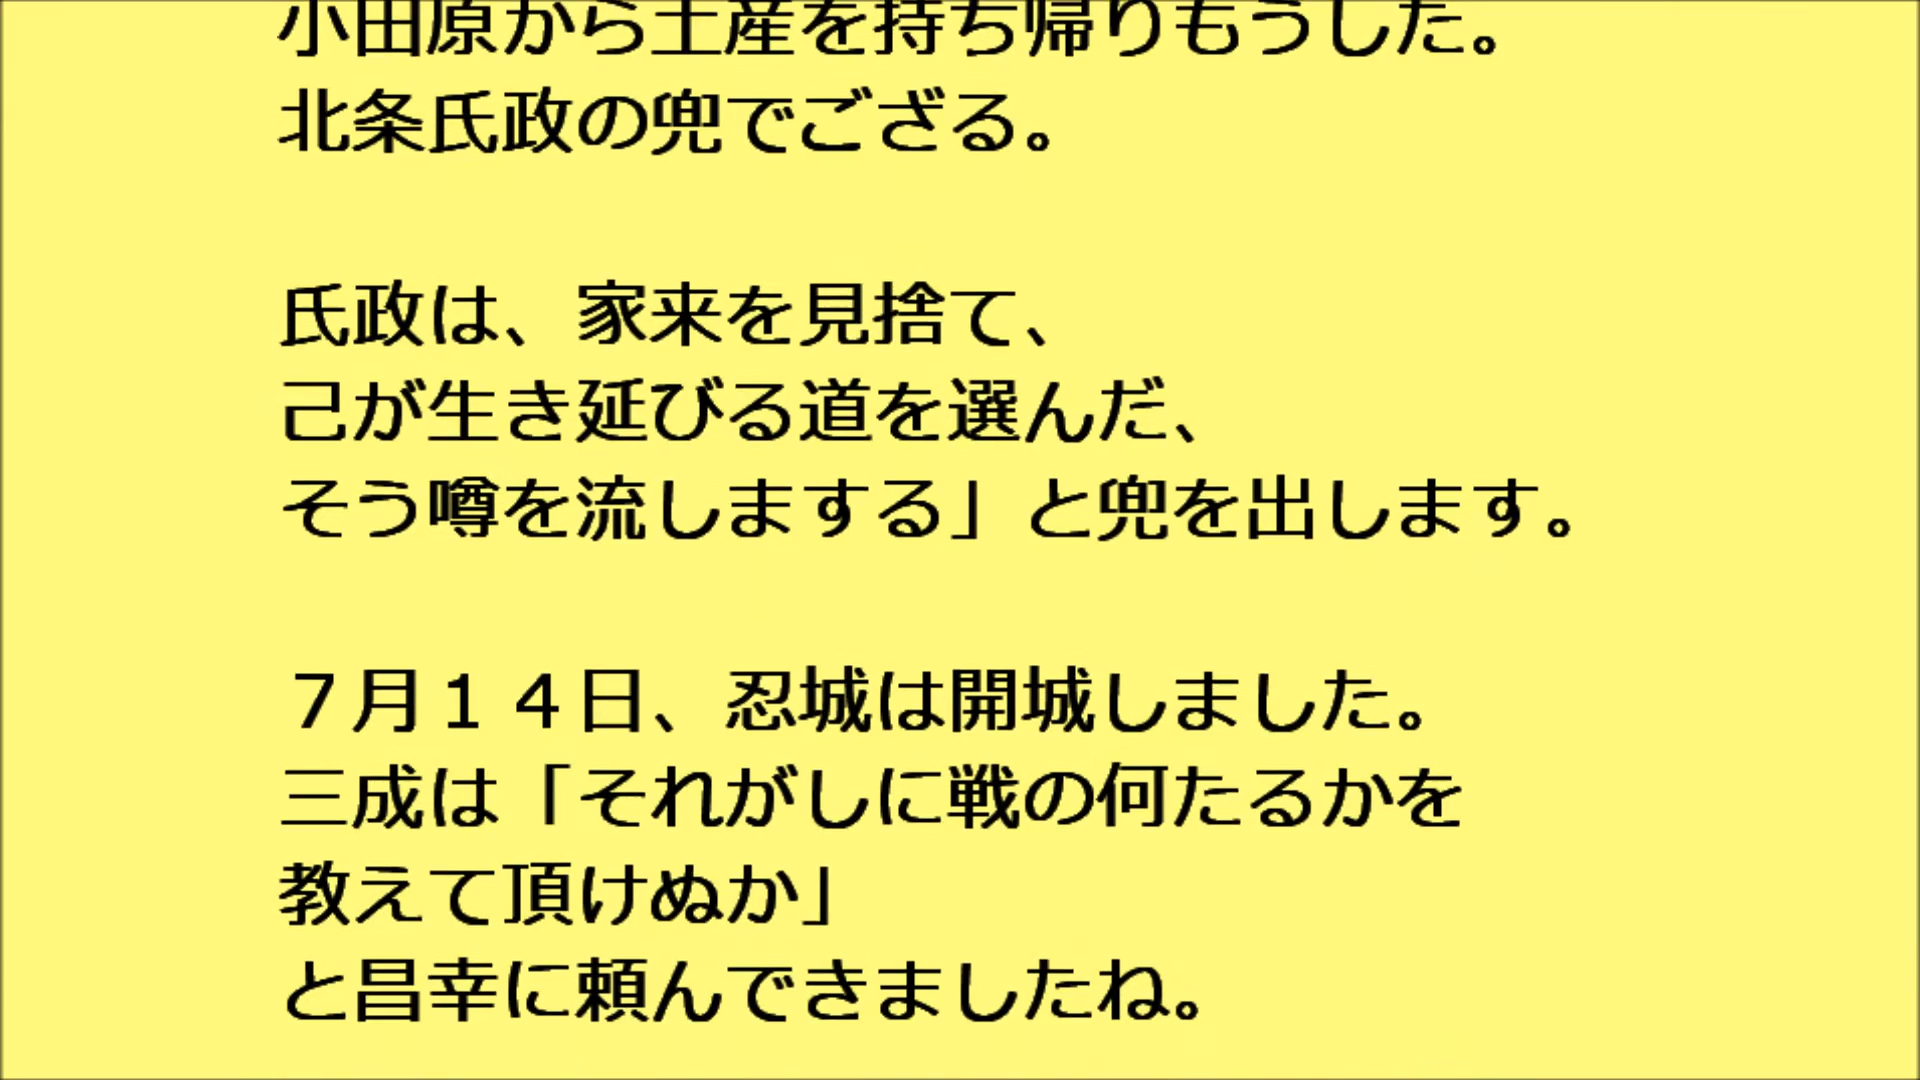 小田原から土産を持ち帰りもうした。
北条氏政の兜でござる。
氏政は、家来を見捨て、
己が生き延びる道を選んだ、
そう噂を流しまする」と兜を出します。
７月１４日、忍城は開城しました。
三成は「それがしに戦の何たるかを
教えて頂けぬか」
と昌幸に頼んできましたね。